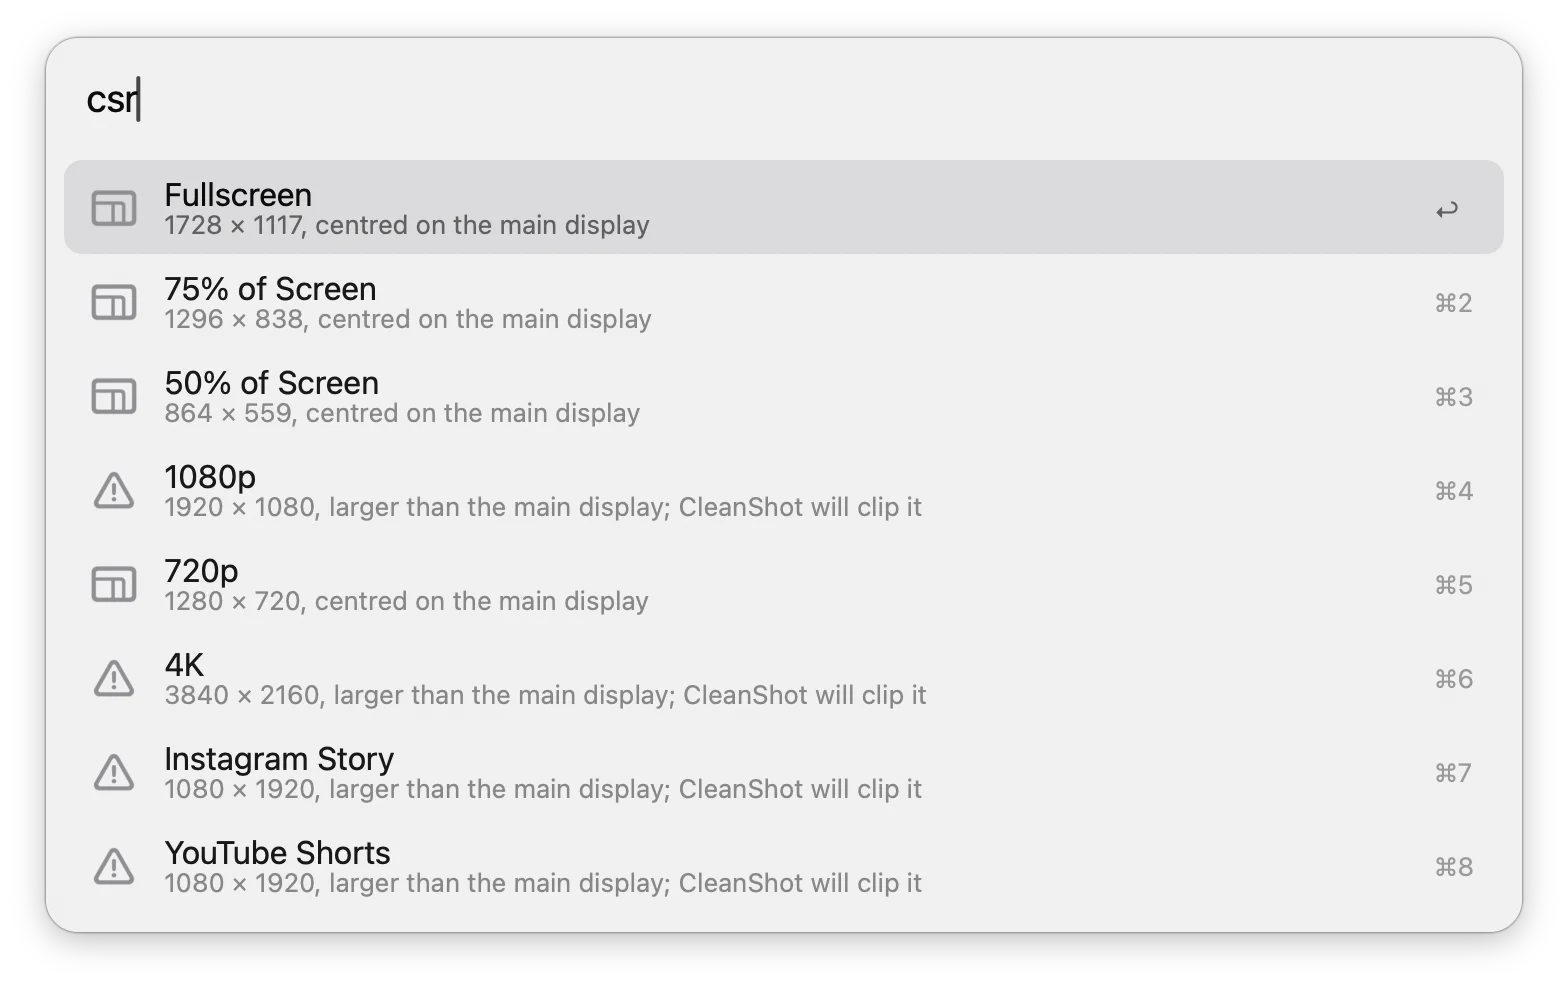 csr
Fullscreen
1728 × 1117, centred on the main display
↩
75% of Screen
1296 × 838, centred on the main display
⌘2
50% of Screen
864 × 559, centred on the main display
⌘3
1080p
1920 × 1080, larger than the main display; CleanShot will clip it
⌘4
720p
1280 × 720, centred on the main display
⌘5
4K
3840 × 2160, larger than the main display; CleanShot will clip it
⌘6
Instagram Story
1080 × 1920, larger than the main display; CleanShot will clip it
⌘7
YouTube Shorts
1080 × 1920, larger than the main display; CleanShot will clip it
⌘8